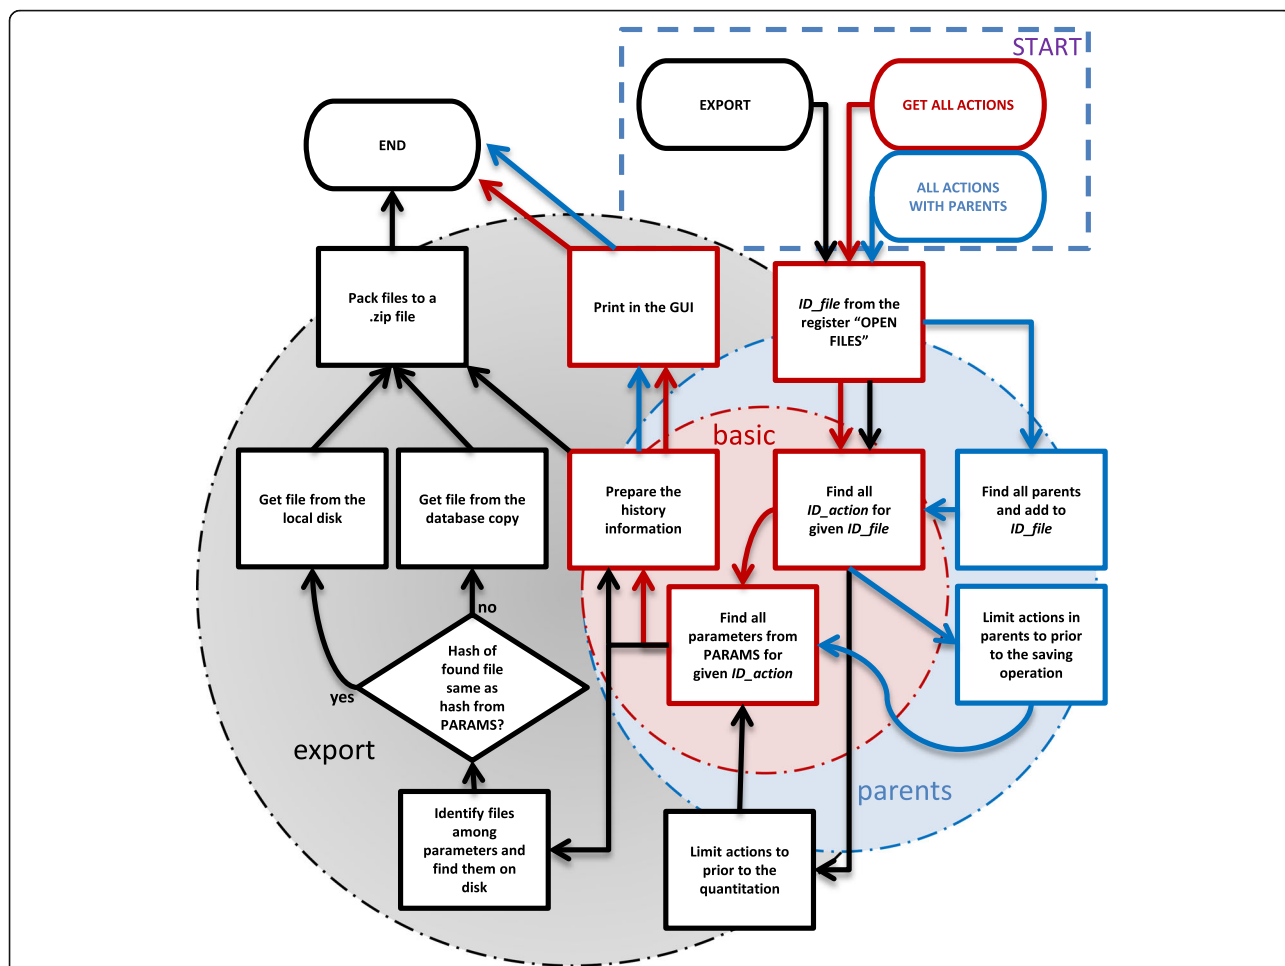 START
EXPORT
GET ALL ACTIONS
END
ALL ACTIONS
WITH PARENTS
Pack files to a
.zip file
Print in the GUI
ID_file from the
register “OPEN
FILES”
basic
Get file from the
local disk
Get file from the
database copy
Prepare the
history
information
Find all
ID_action for
given ID_file
Find all parents
and add to
ID_file
no
Hash of
found file
same as
hash from
PARAMS?
yes
Find all
parameters from
PARAMS for
given ID_action
Limit actions in
parents to prior
to the saving
operation
export
parents
Identify files
among
parameters and
find them on
disk
Limit actions to
prior to the
quantitation